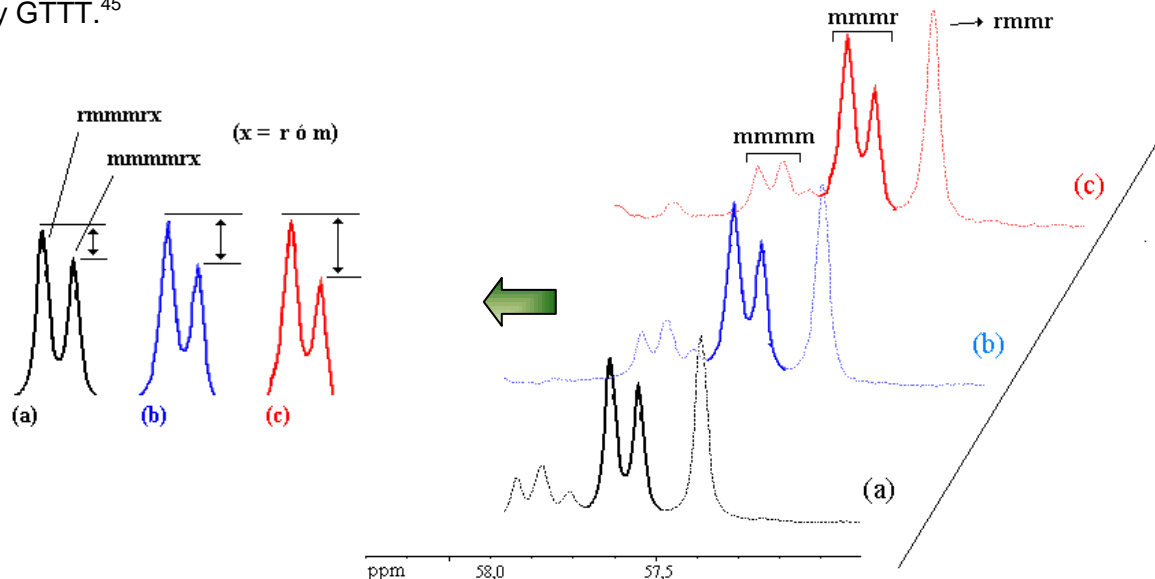 y GTTT.45
mmmr
rmmr
rmmmrx
(x = r ó m)
mmmmrx
mmmm
(c)
(b)
(a)
(a)
(b)
(c)
ppm
58,0
57,5